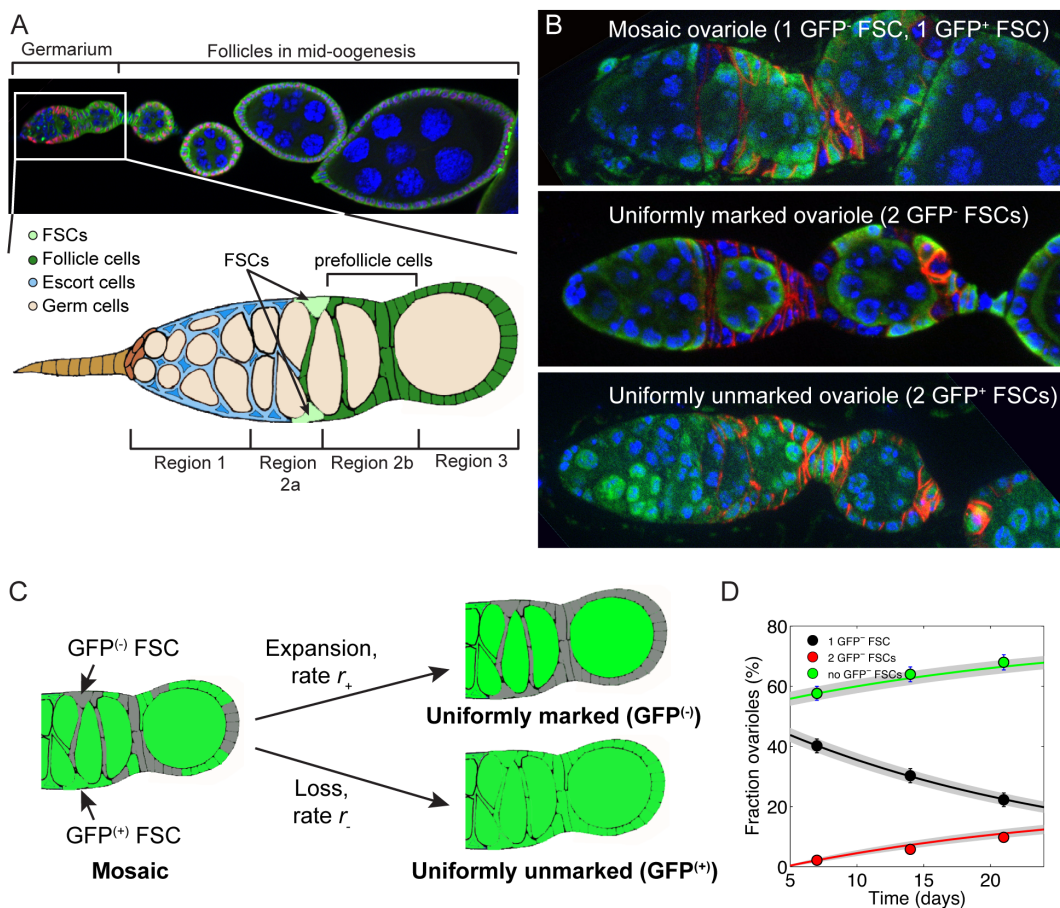 A
Germarium
Follicles in mid-oogenesis
FSCs
Follicle cells
Escort cells
Germ cells
FSCs
prefollicle cells
Region 1
Region 2a
Region 2b
Region 3
B
Mosaic ovariole (1 GFP⁻ FSC, 1 GFP⁺ FSC)
Uniformly marked ovariole (2 GFP⁻ FSCs)
Uniformly unmarked ovariole (2 GFP⁺ FSCs)
C
GFP⁽⁻⁾ FSC
GFP⁽⁺⁾ FSC
Mosaic
Expansion,
rate r₊
Loss,
rate r₋
Uniformly marked (GFP⁽⁻⁾)
Uniformly unmarked (GFP⁽⁺⁾)
D
Fraction ovarioles (%)
80
60
40
20
0
1 GFP⁻ FSC
2 GFP⁻ FSCs
no GFP⁻ FSCs
5 10 15 20
Time (days)